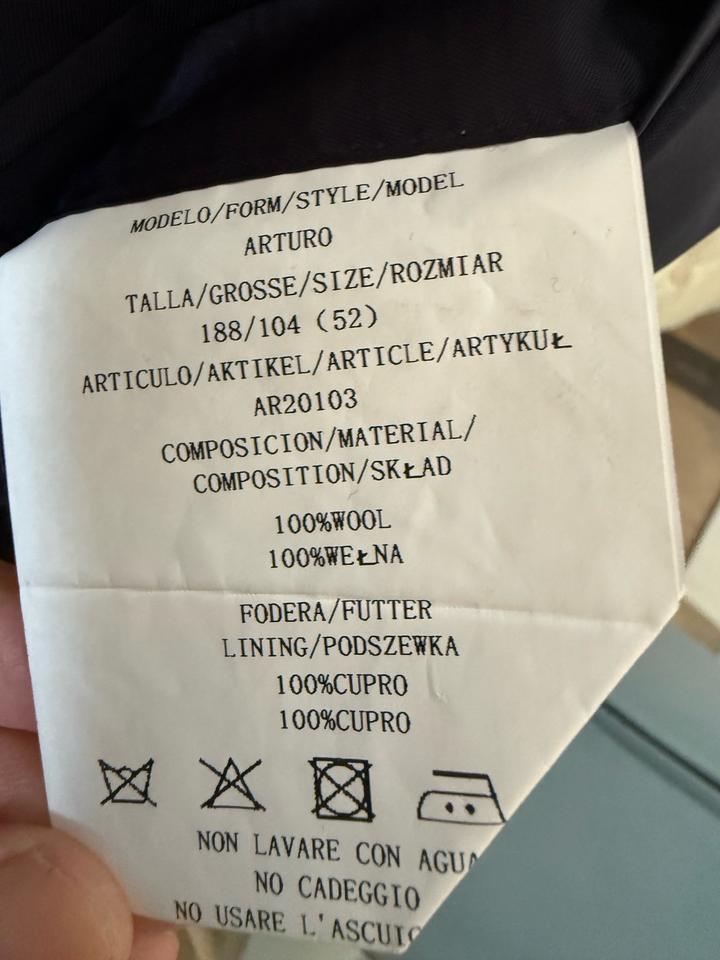 MODELO/FORM/STYLE/MODEL
ARTURO
TALLA/GROSSE/SIZE/ROZMIAR
188/104 (52)
ARTICULO/AKTIKEL/ARTICLE/ARTYKUŁ
AR20103
COMPOSICION/MATERIAL/
COMPOSITION/SKŁAD
100%WOOL
100%WEŁNA
FODERA/FUTTER
LINING/PODSZEWKA
100%CUPRO
100%CUPRO
NON LAVARE CON AGUA
NO CADEGGIO
NO USARE L'